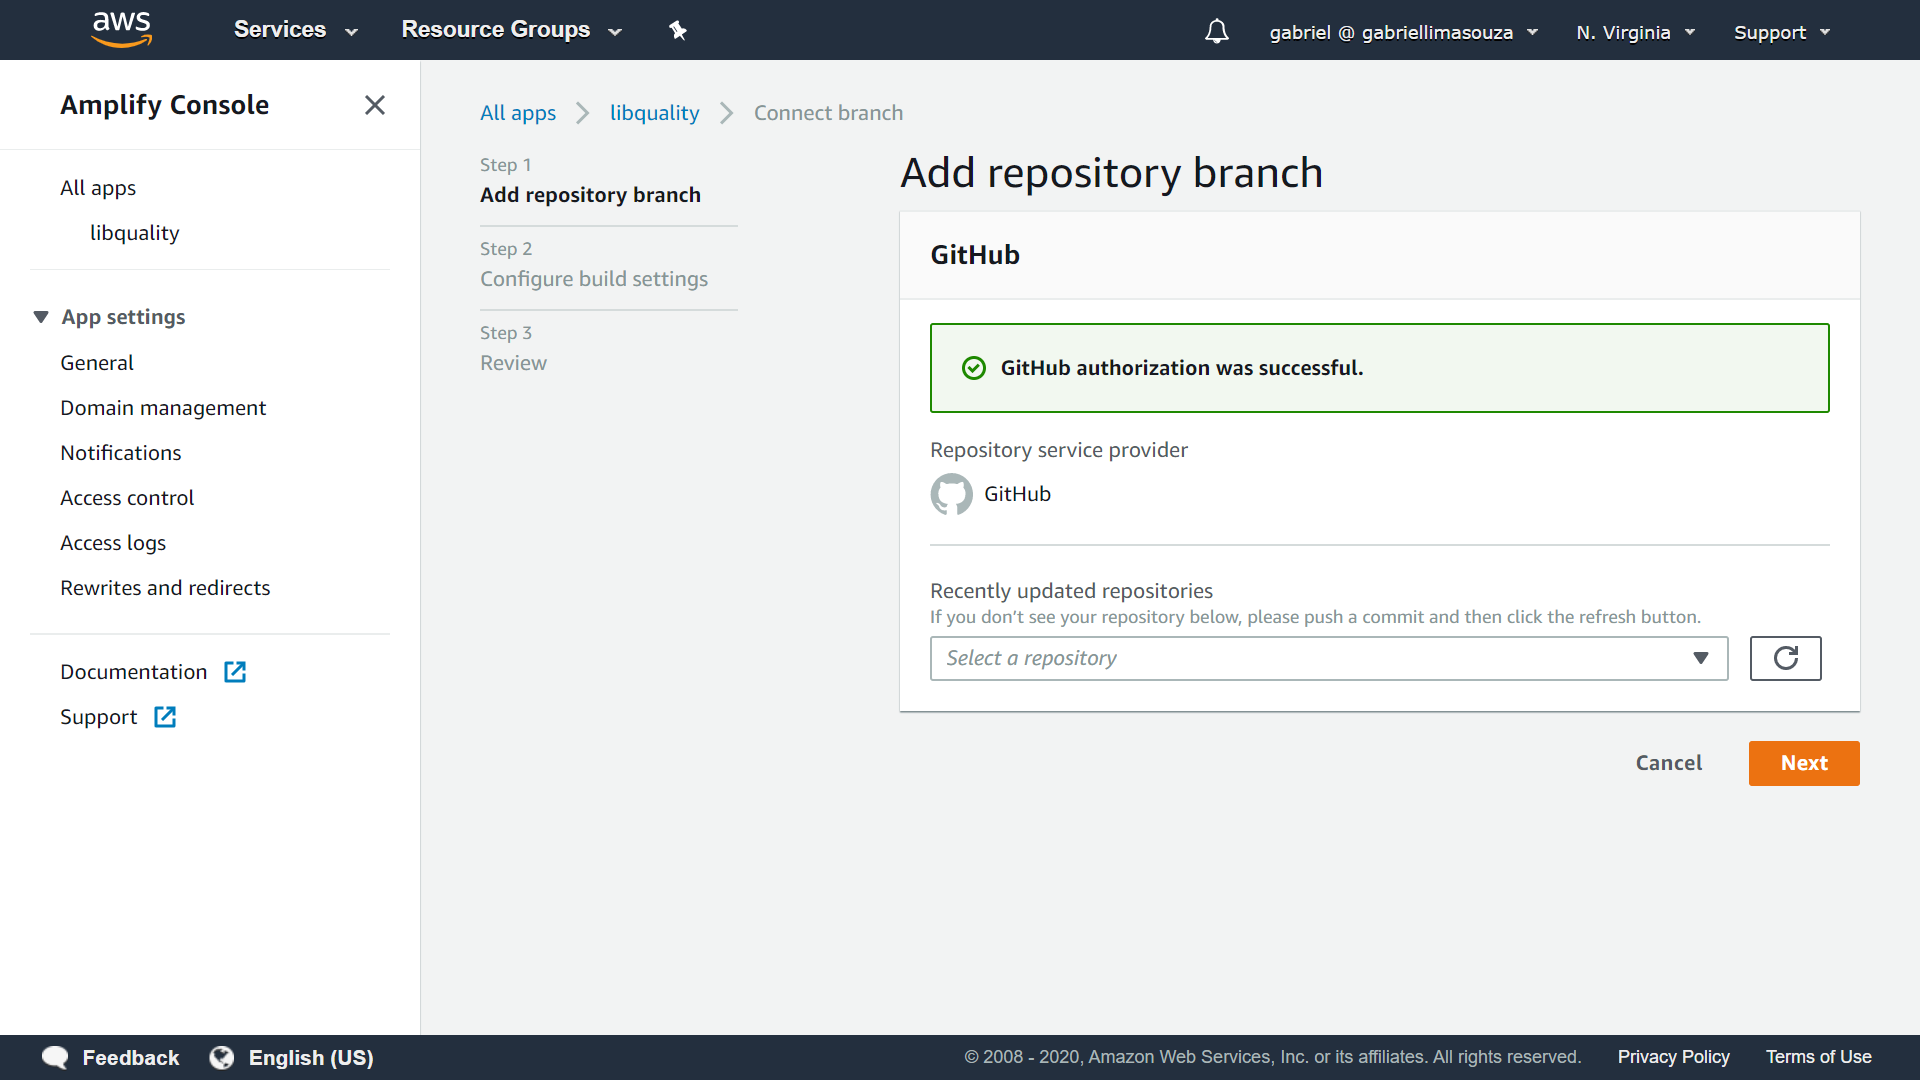 aws
Services
Resource Groups
gabriel @ gabriellimasouza
N. Virginia
Support
Amplify Console
All apps
libquality
App settings
General
Domain management
Notifications
Access control
Access logs
Rewrites and redirects
Documentation
Support
All apps
libquality
Connect branch
Step 1
Add repository branch
Step 2
Configure build settings
Step 3
Review
Add repository branch
GitHub
GitHub authorization was successful.
Repository service provider
GitHub
Recently updated repositories
If you don’t see your repository below, please push a commit and then click the refresh button.
Select a repository
Cancel
Next
Feedback
English (US)
© 2008 - 2020, Amazon Web Services, Inc. or its affiliates. All rights reserved.
Privacy Policy
Terms of Use